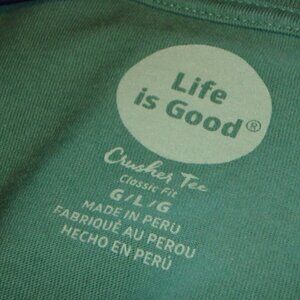 Life
is Good®
Crusher Tee
Classic Fit
G/L/G
MADE IN PERU
FABRIQUÉ AU PEROU
HECHO EN PERÚ